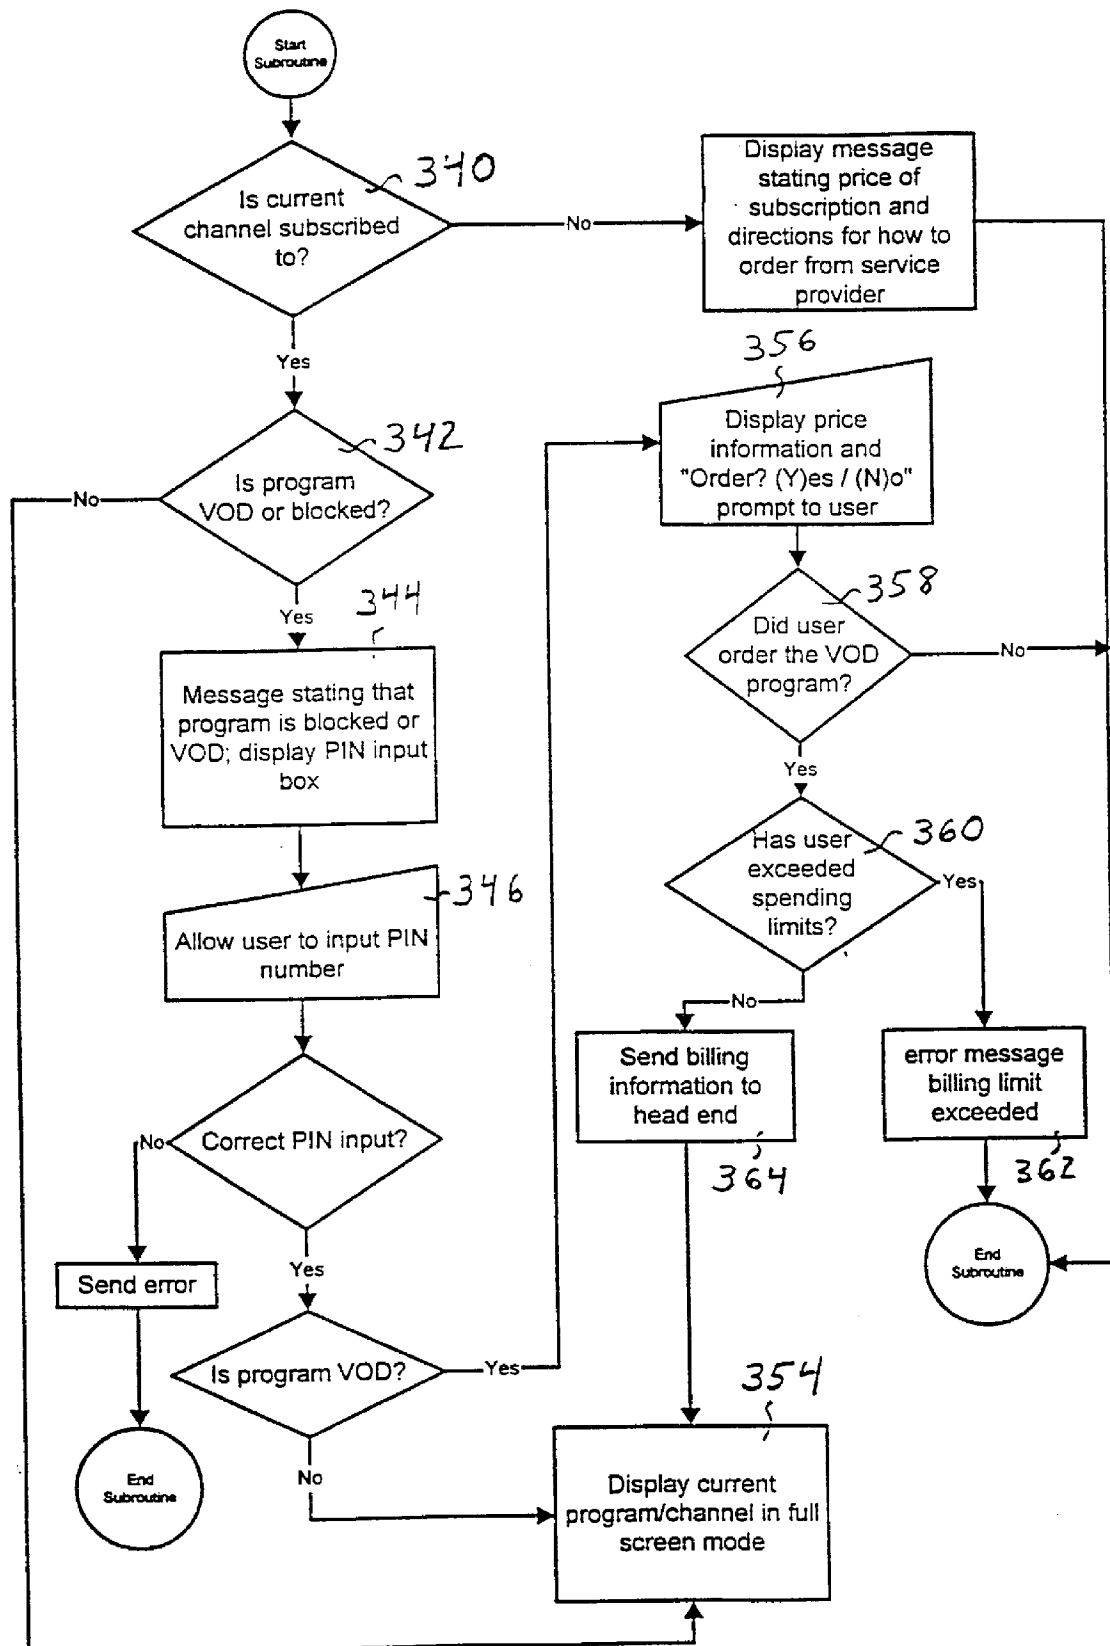 Start
Subroutine
340
Is current
channel subscribed
to?
No
Display message
stating price of
subscription and
directions for how to
order from service
provider
Yes
356
342
Is program
VOD or blocked?
No
Display price
information and
"Order? (Y)es / (N)o"
prompt to user
Yes
344
Message stating that
program is blocked or
VOD; display PIN input
box
358
Did user
order the VOD
program?
No
Yes
346
Allow user to input PIN
number
360
Has user
exceeded
spending
limits?
Yes
No
Send billing
information to
head end
364
error message
billing limit
exceeded
362
Correct PIN input?
No
Yes
Send error
End
Subroutine
Is program VOD?
Yes
No
End
Subroutine
354
Display current
program/channel in full
screen mode